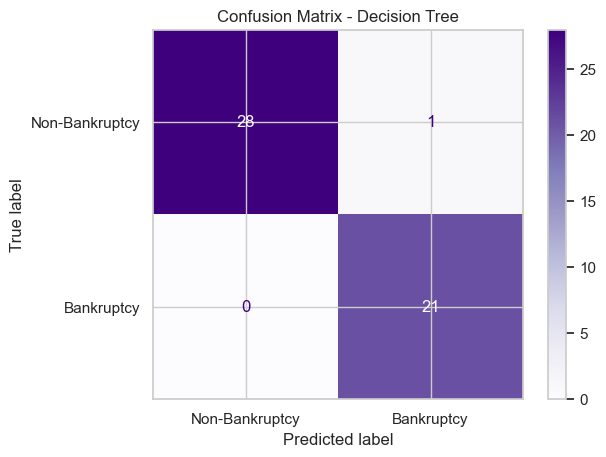 Confusion Matrix - Decision Tree
Non-Bankruptcy
28
1
Bankruptcy
0
21
True label
Non-Bankruptcy Bankruptcy
Predicted label
25
20
15
10
5
0